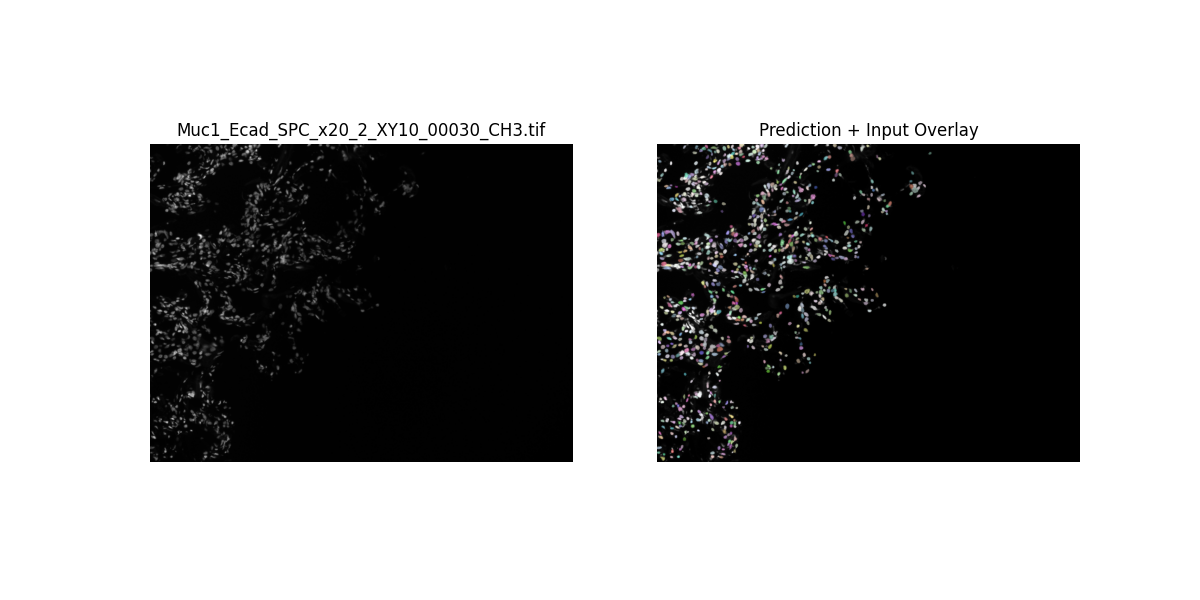 Muc1_Ecad_SPC_x20_2_XY10_00030_CH3.tif
Prediction + Input Overlay